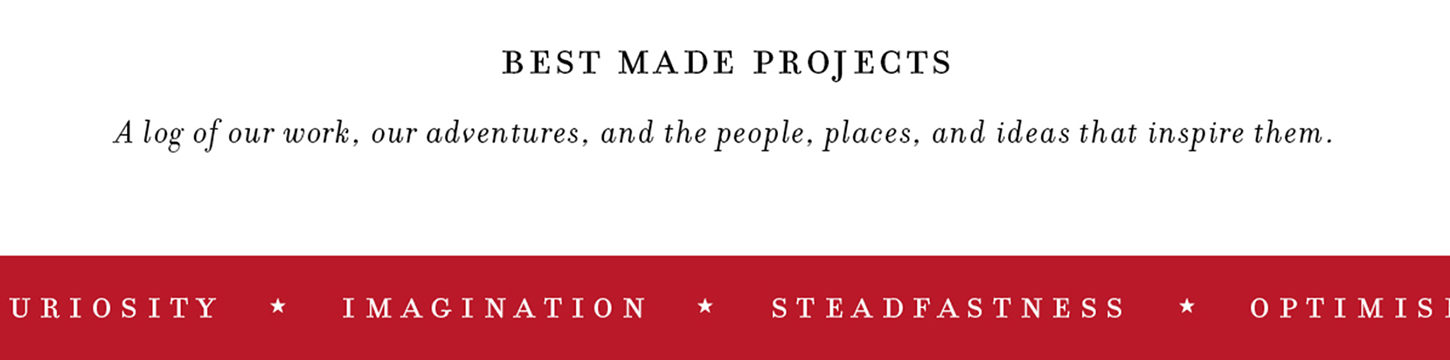 BEST MADE PROJECTS
A log of our work, our adventures, and the people, places, and ideas that inspire them.
URIOSITY ★ IMAGINATION ★ STEADFASTNESS ★ OPTIMIS